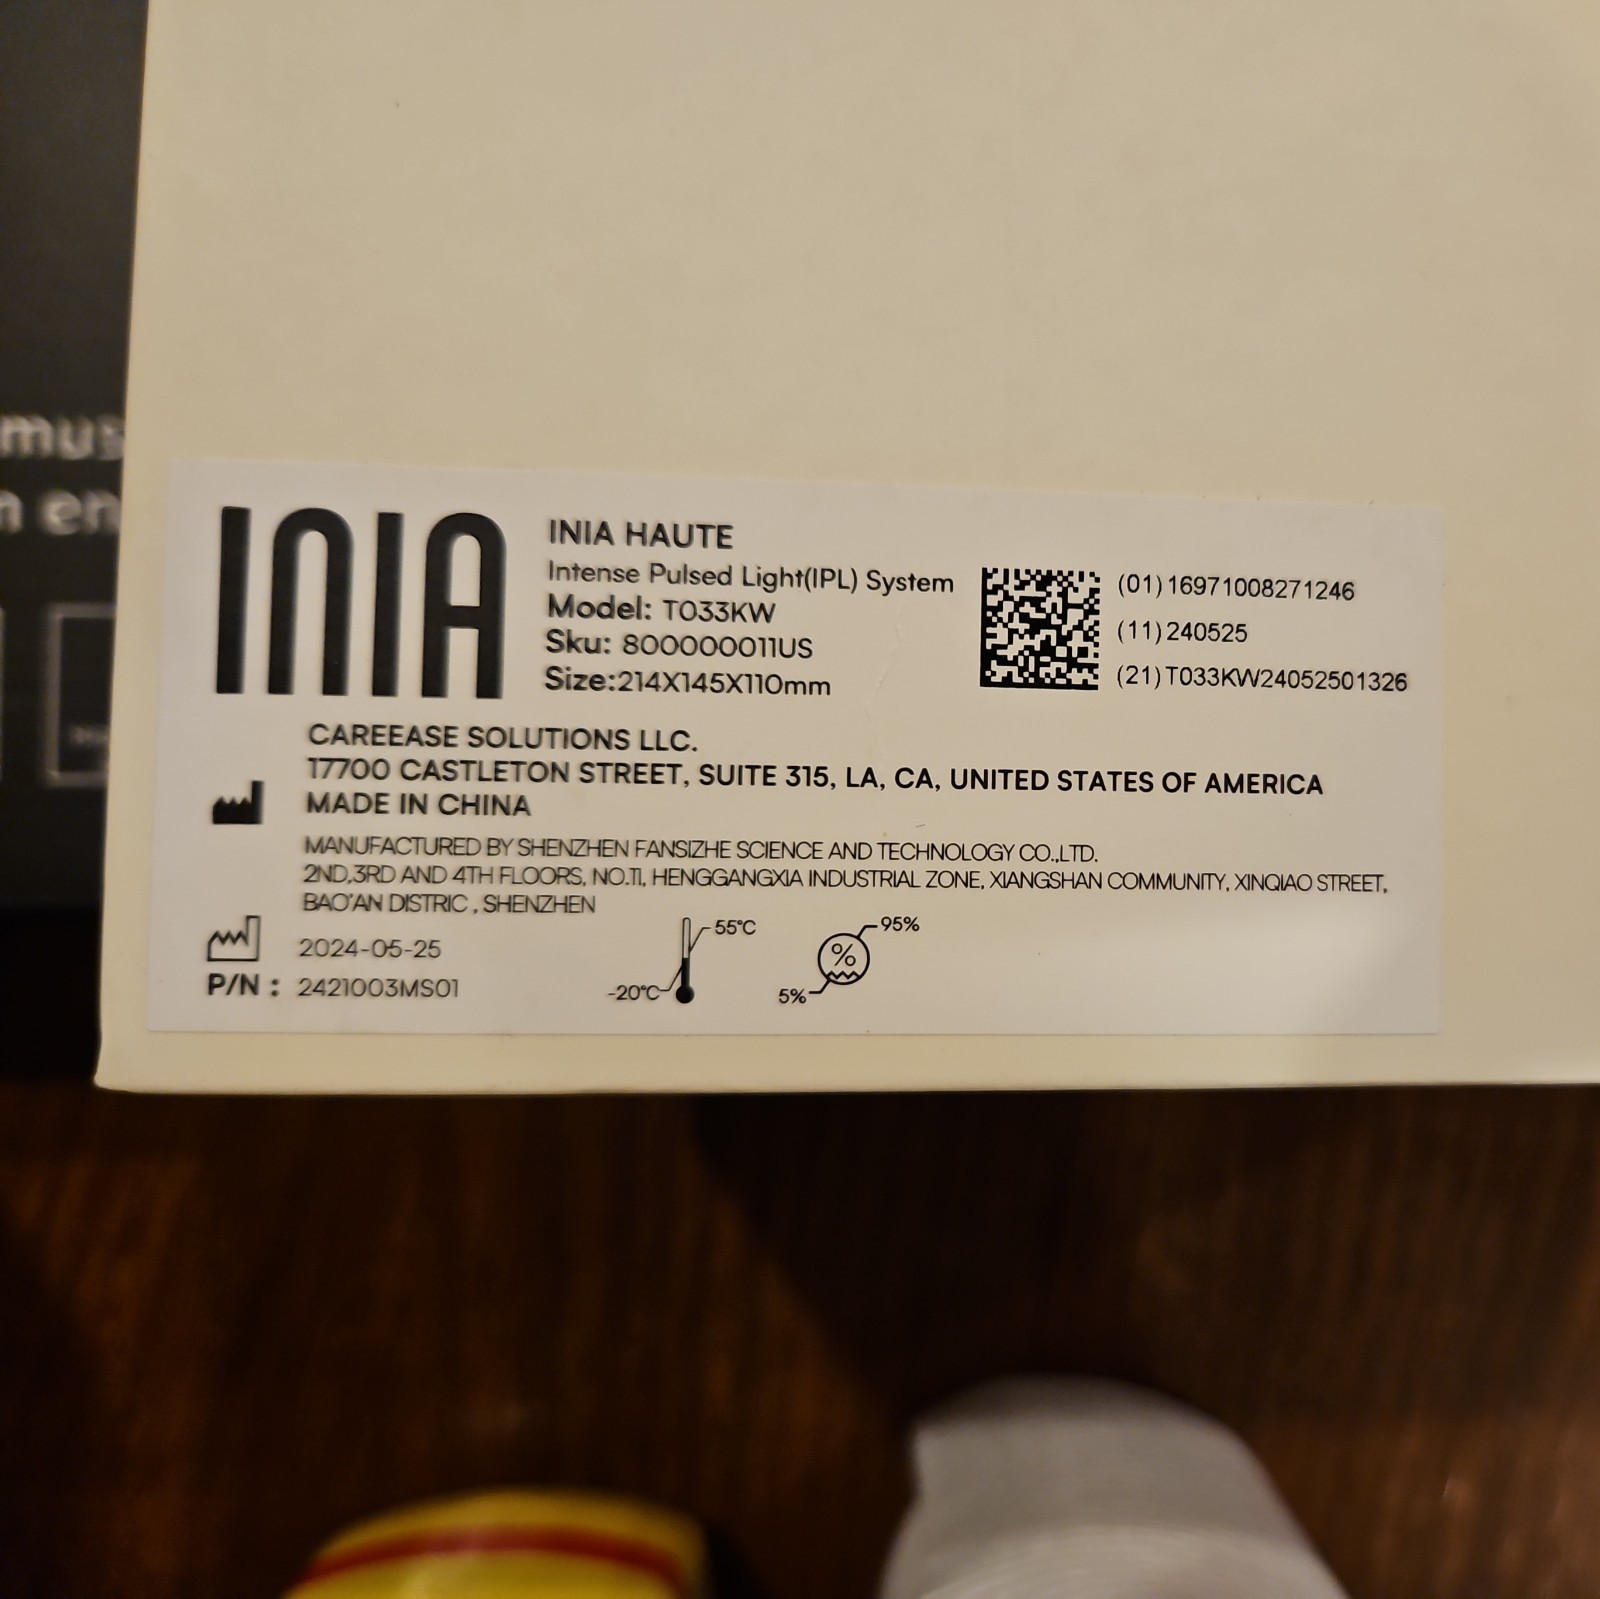 mus
n en
INIA
INIA HAUTE
Intense Pulsed Light(IPL) System
Model: T033KW
Sku: 800000011US
Size:214X145X110mm
(01)16971008271246
(11)240525
(21)T033KW24052501326
CAREEASE SOLUTIONS LLC.
17700 CASTLETON STREET, SUITE 315, LA, CA, UNITED STATES OF AMERICA
MADE IN CHINA
MANUFACTURED BY SHENZHEN FANSIZHE SCIENCE AND TECHNOLOGY CO.,LTD.
2ND,3RD AND 4TH FLOORS, NO.11, HENGGANGXIA INDUSTRIAL ZONE, XIANGSHAN COMMUNITY, XINQIAO STREET,
BAO'AN DISTRIC , SHENZHEN
2024-05-25
P/N : 2421003MS01
-20°C 55°C
5% % 95%